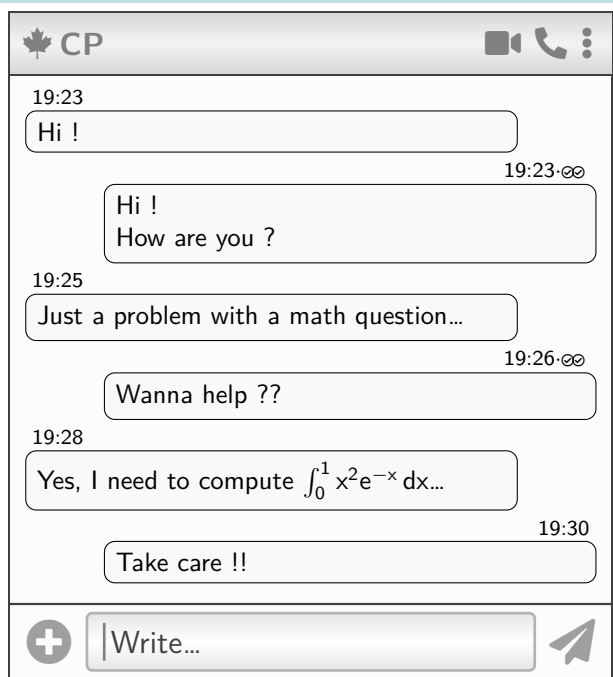 CP
19:23
Hi !
19:23
Hi !
How are you ?
19:25
Just a problem with a math question…
19:26
Wanna help ??
19:28
Yes, I need to compute ∫₀¹ x²e⁻ˣ dx…
19:30
Take care !!
Write…